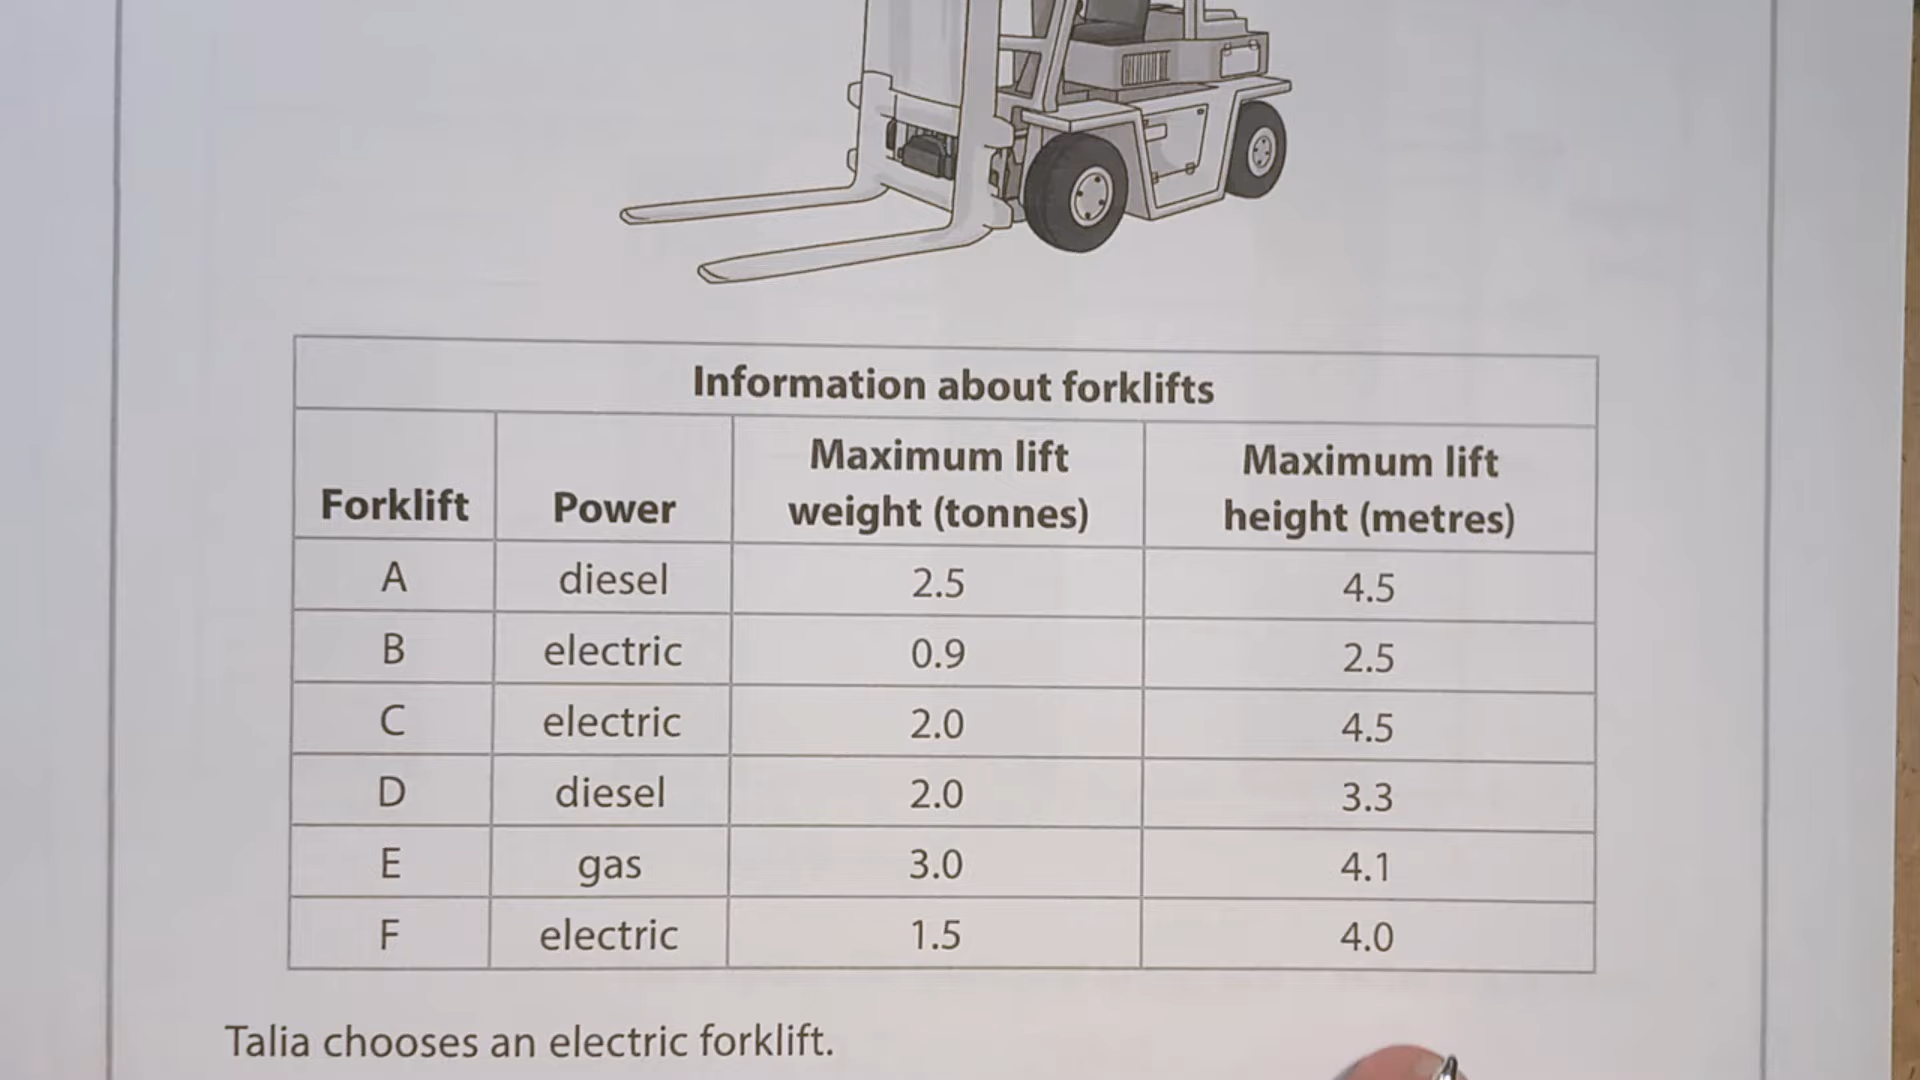 Information about forklifts
Forklift Power Maximum lift weight (tonnes) Maximum lift height (metres)
A diesel 2.5 4.5
B electric 0.9 2.5
C electric 2.0 4.5
D diesel 2.0 3.3
E gas 3.0 4.1
F electric 1.5 4.0
Talia chooses an electric forklift.